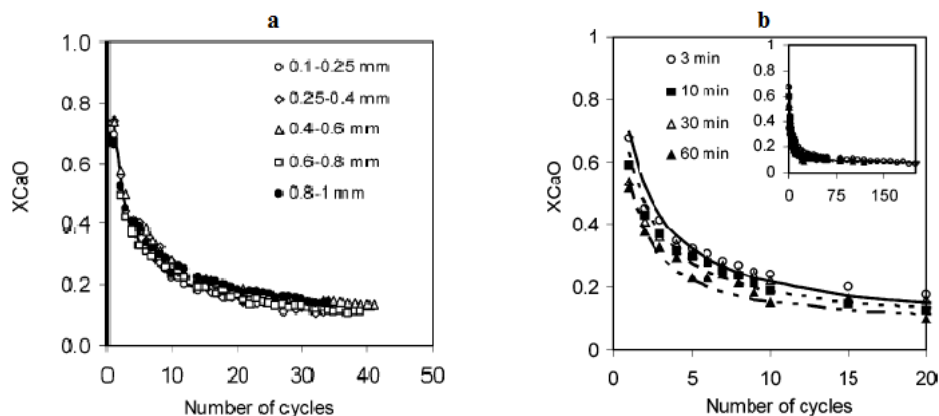 a
1.0
0.8
0.6
0.4
0.2
0.0
XCaO
0.1-0.25 mm
0.25-0.4 mm
0.4-0.6 mm
0.6-0.8 mm
0.8-1 mm
0 10 20 30 40 50
Number of cycles
b
1
0.8
0.6
0.4
0.2
0
XCaO
3 min
10 min
30 min
60 min
1
0.8
0.6
0.4
0.2
0
0 75 150
0 5 10 15 20
Number of cycles